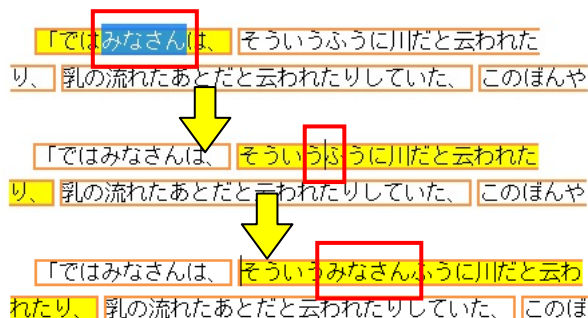 「ではみなさんは、そういうふうに川だと云われた
り、乳の流れたあとだと云われたりしていた、このぼんや
「ではみなさんは、そういうふうに川だと云われた
り、乳の流れたあとだと云われたりしていた、このぼんや
「ではみなさんは、そういうみなさんふうに川だと云わ
れたり、乳の流れたあとだと云われたりしていた、このぼ